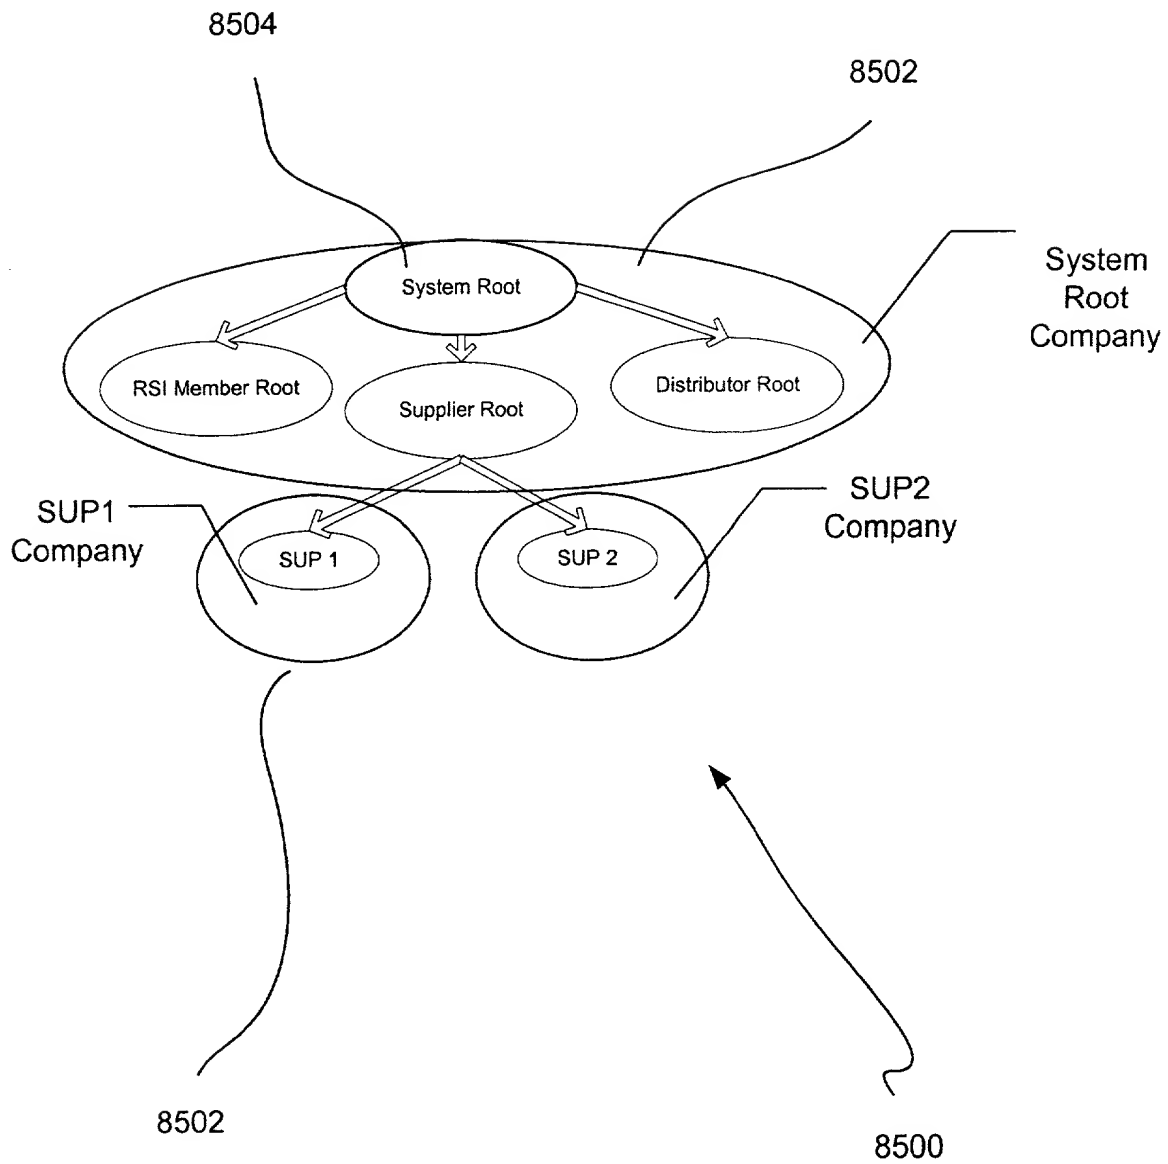 8504
8502
System Root
System
Root
Company
RSI Member Root
Supplier Root
Distributor Root
SUP1
Company
SUP2
Company
SUP 1
SUP 2
8502
8500